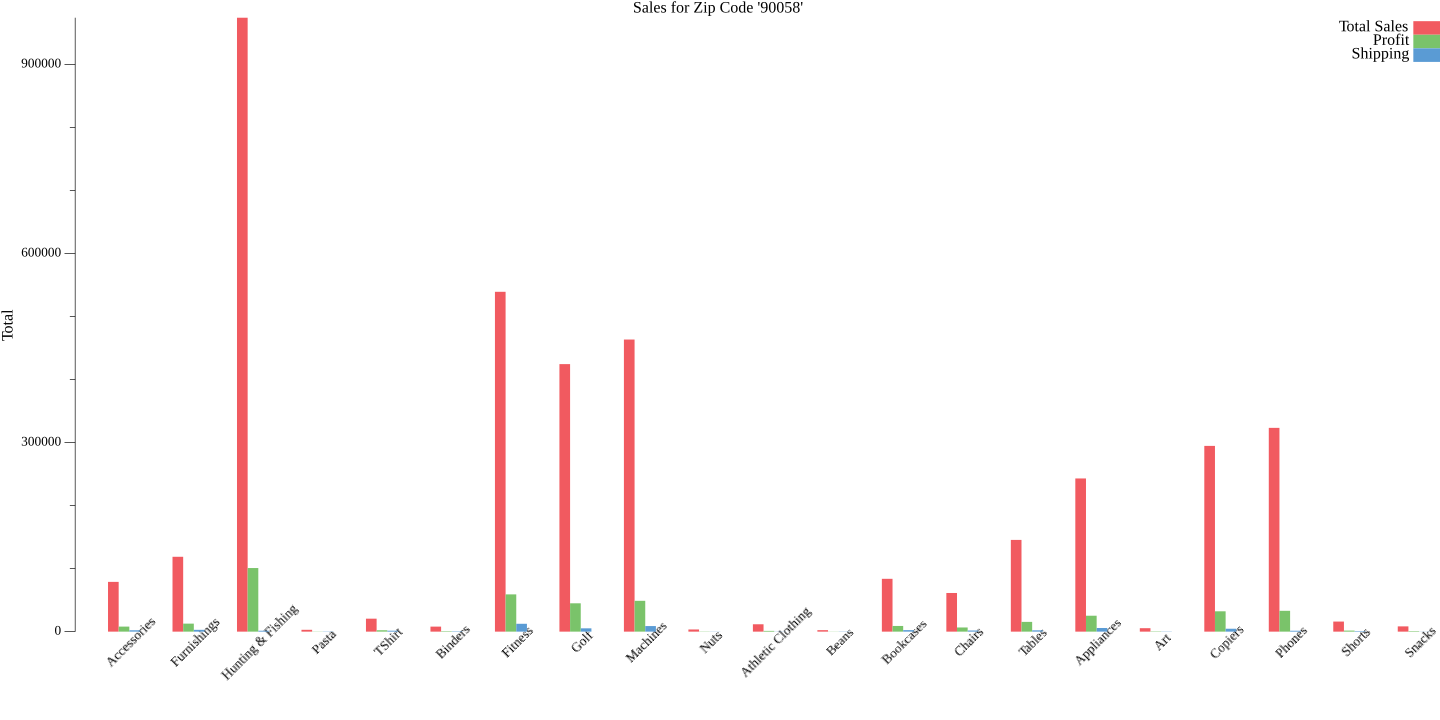 Sales for Zip Code '90058'
Total Sales
Profit
Shipping
900000
600000
300000
0
Total
Accessories
Furnishings
Hunting & Fishing
Pasta
TShirt
Binders
Fitness
Golf
Machines
Nuts
Athletic Clothing
Beans
Bookcases
Chairs
Tables
Appliances
Art
Copiers
Phones
Shorts
Snacks